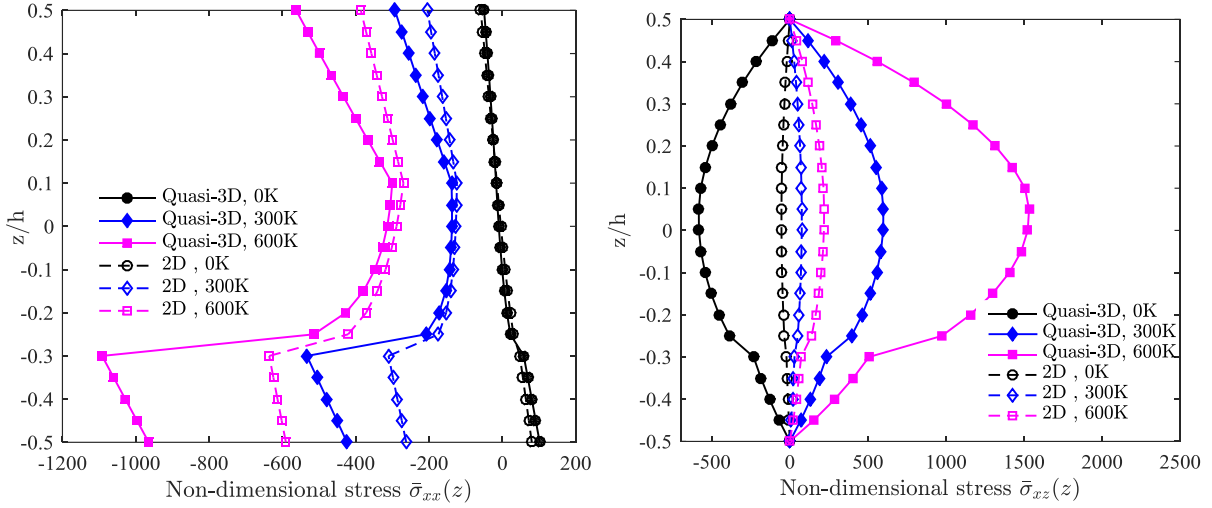 0.5
0.4
0.3
0.2
0.1
0
-0.1
-0.2
-0.3
-0.4
-0.5
z/h
Quasi-3D, 0K
Quasi-3D, 300K
Quasi-3D, 600K
2D , 0K
2D , 300K
2D , 600K
-1200 -1000 -800 -600 -400 -200 0 200
Non-dimensional stress σ̄xx(z)
0.5
0.4
0.3
0.2
0.1
0
-0.1
-0.2
-0.3
-0.4
-0.5
z/h
Quasi-3D, 0K
Quasi-3D, 300K
Quasi-3D, 600K
2D , 0K
2D , 300K
2D , 600K
-500 0 500 1000 1500 2000 2500
Non-dimensional stress σ̄xz(z)